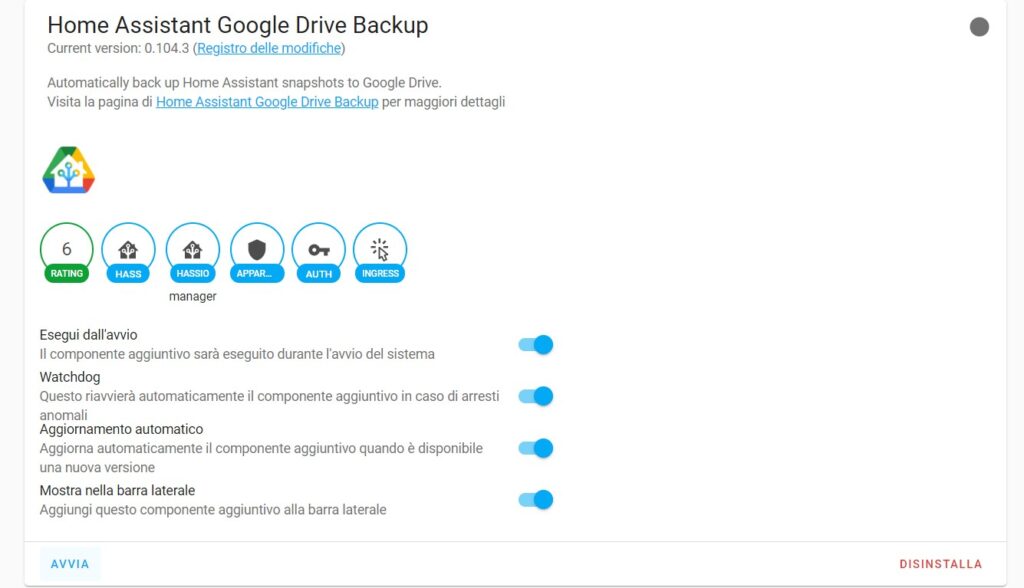 Home Assistant Google Drive Backup
Current version: 0.104.3 (Registro delle modifiche)
Automatically back up Home Assistant snapshots to Google Drive.
Visita la pagina di Home Assistant Google Drive Backup per maggiori dettagli
6
RATING
HASS
HASSIO
APPAR...
AUTH
INGRESS
manager
Esegui dall'avvio
Il componente aggiuntivo sarà eseguito durante l'avvio del sistema
Watchdog
Questo riavvierà automaticamente il componente aggiuntivo in caso di arresti
anomali
Aggiornamento automatico
Aggiorna automaticamente il componente aggiuntivo quando è disponibile
una nuova versione
Mostra nella barra laterale
Aggiungi questo componente aggiuntivo alla barra laterale
AVVIA
DISINSTALLA